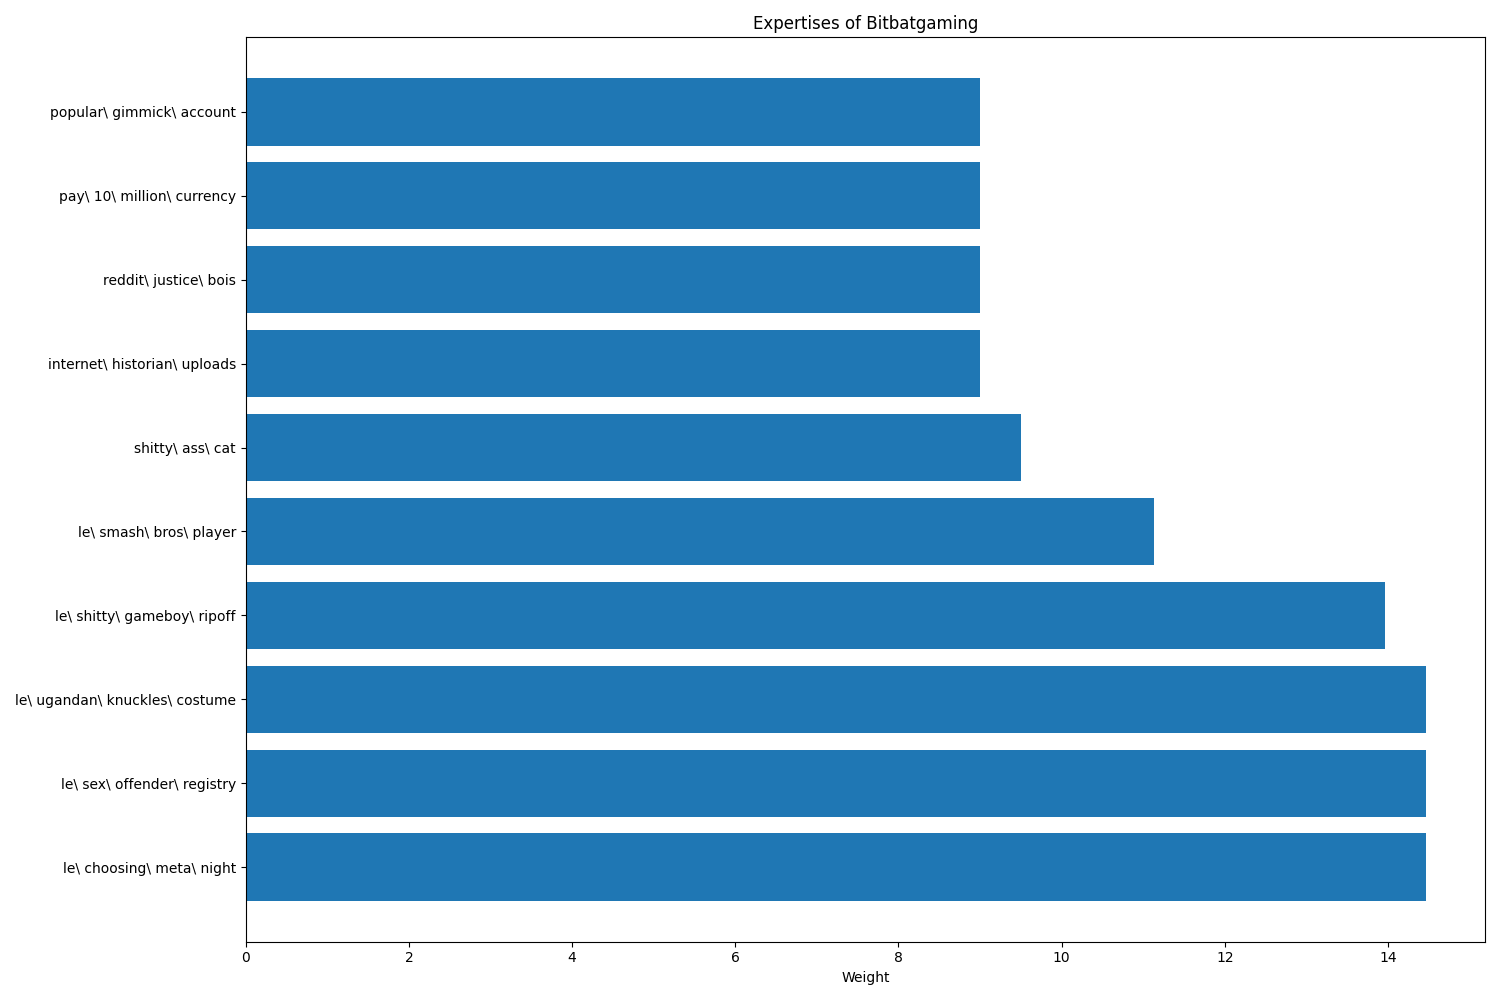 Expertises of Bitbatgaming
popular\ gimmick\ account
pay\ 10\ million\ currency
reddit\ justice\ bois
internet\ historian\ uploads
shitty\ ass\ cat
le\ smash\ bros\ player
le\ shitty\ gameboy\ ripoff
le\ ugandan\ knuckles\ costume
le\ sex\ offender\ registry
le\ choosing\ meta\ night
0 2 4 6 8 10 12 14
Weight